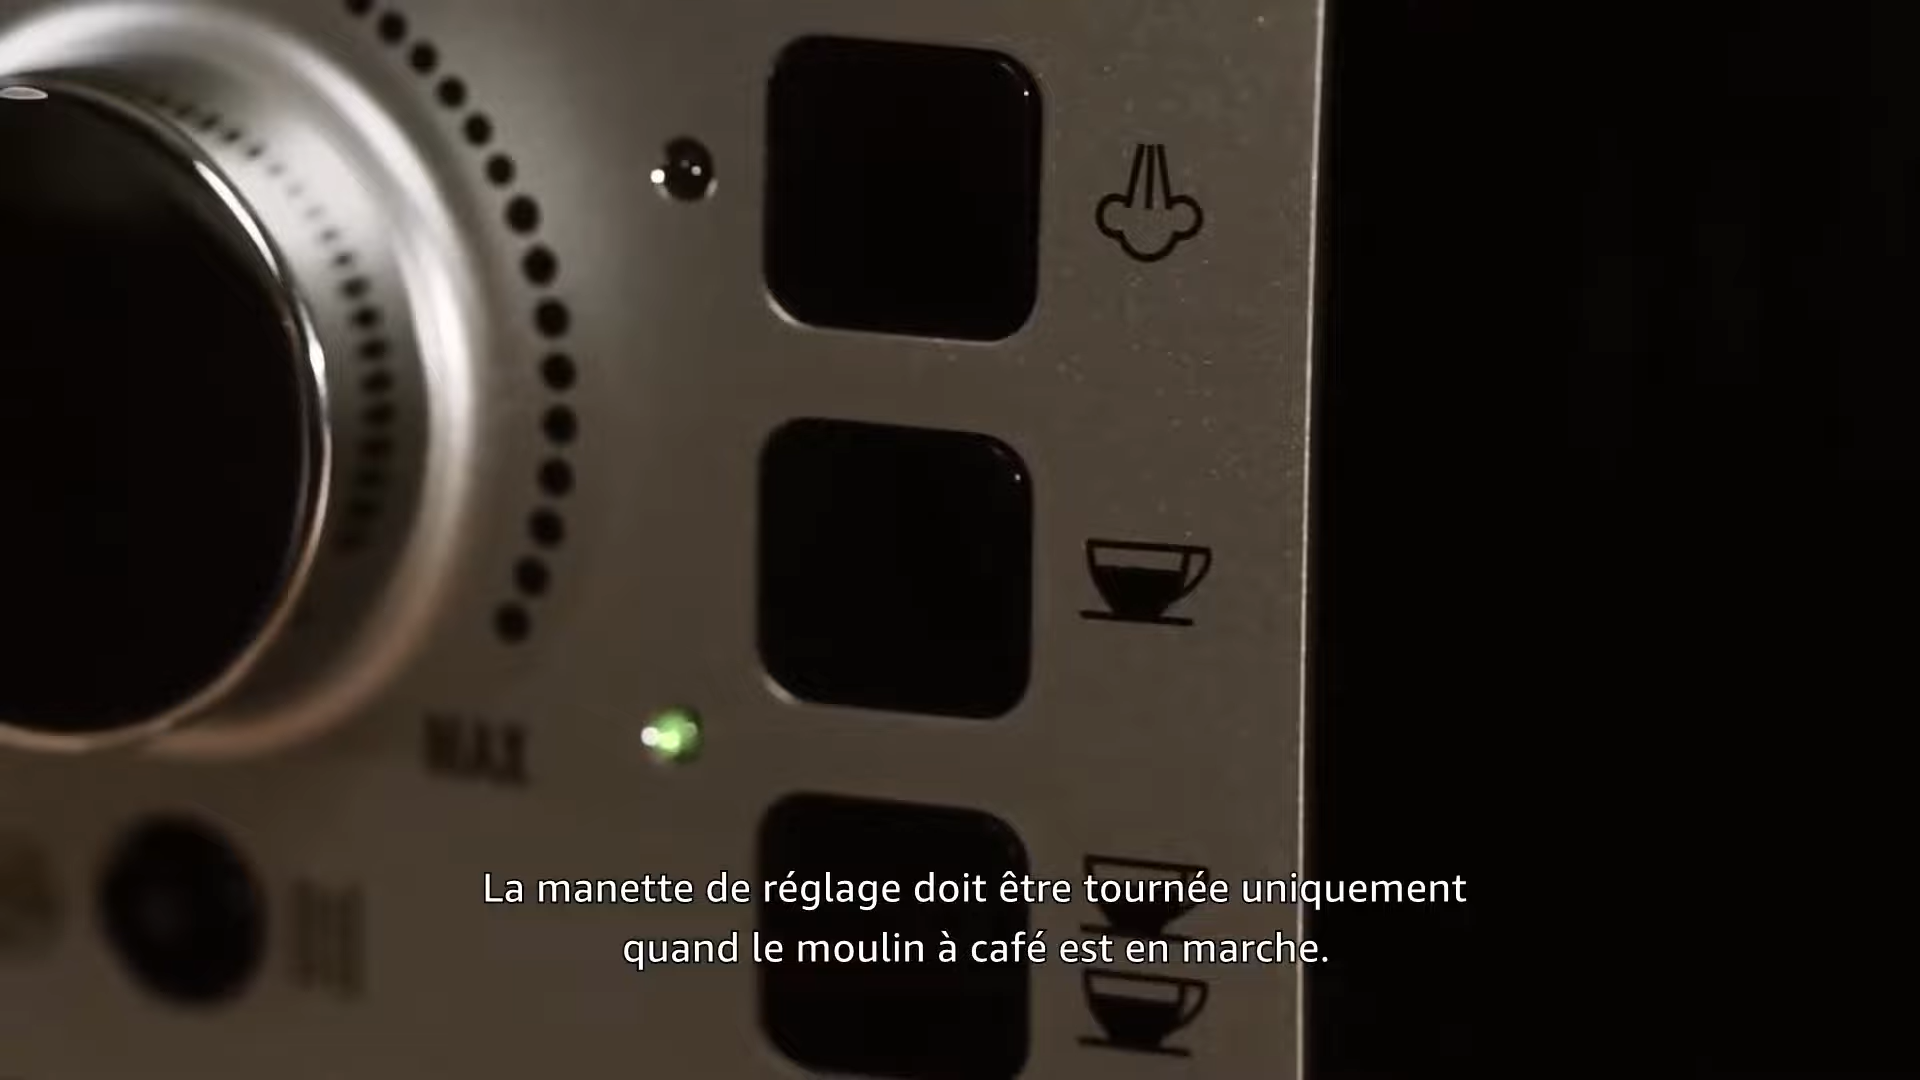 MAX
La manette de réglage doit être tournée uniquement
quand le moulin à café est en marche.